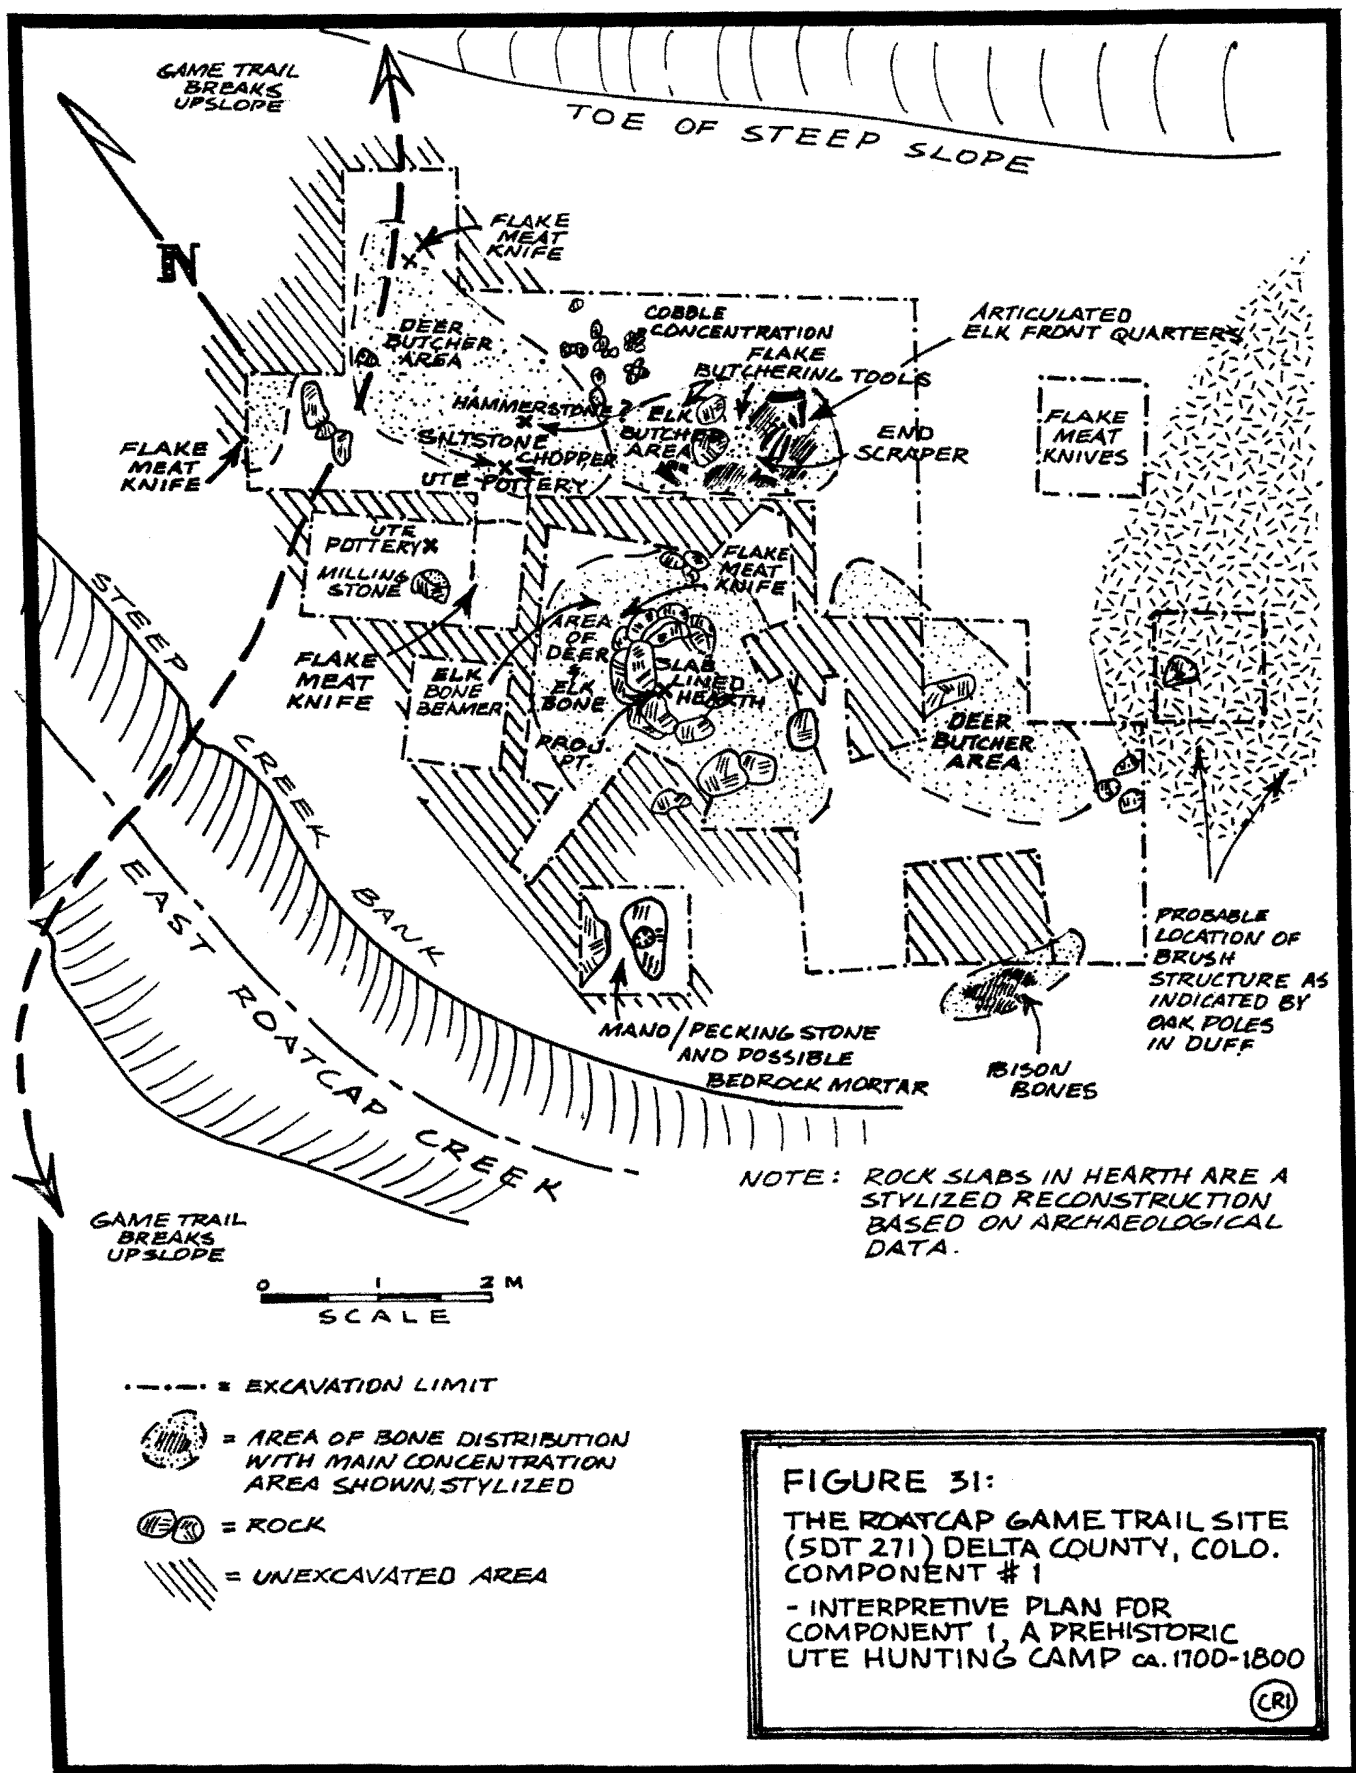 GAME TRAIL
BREAKS
UPSLOPE
TOE OF STEEP SLOPE
N
FLAKE
MEAT
KNIFE
DEER
BUTCHER
AREA
COBBLE
CONCENTRATION
FLAKE
BUTCHERING TOOLS
ARTICULATED
ELK FRONT QUARTERS
HAMMERSTONE?
ELK
BUTCHER
AREA
SILTSTONE
CHOPPER
UTE POTTERY
END
SCRAPER
FLAKE
MEAT
KNIVES
FLAKE
MEAT
KNIFE
UTE
POTTERY X
MILLING
STONE
FLAKE
MEAT
KNIFE
FLAKE
MEAT
KNIFE
ELK
BONE
BEAMER
AREA
OF
DEER
&
ELK
BONE
SLAB
LINED
HEARTH
PROJ.
PT.
DEER
BUTCHER
AREA
STEEP CREEK BANK
EAST ROATCAP CREEK
MANO/PECKING STONE
AND POSSIBLE
BEDROCK MORTAR
BISON
BONES
PROBABLE
LOCATION OF
BRUSH
STRUCTURE AS
INDICATED BY
OAK POLES
IN DUFF
NOTE: ROCK SLABS IN HEARTH ARE A
STYLIZED RECONSTRUCTION
BASED ON ARCHAEOLOGICAL
DATA.
GAME TRAIL
BREAKS
UPSLOPE
0 1 2 M
SCALE
= EXCAVATION LIMIT
= AREA OF BONE DISTRIBUTION
WITH MAIN CONCENTRATION
AREA SHOWN, STYLIZED
= ROCK
= UNEXCAVATED AREA
FIGURE 31:
THE ROATCAP GAME TRAIL SITE
(5DT 271) DELTA COUNTY, COLO.
COMPONENT # 1
- INTERPRETIVE PLAN FOR
COMPONENT 1, A PREHISTORIC
UTE HUNTING CAMP CA. 1700-1800
CRI